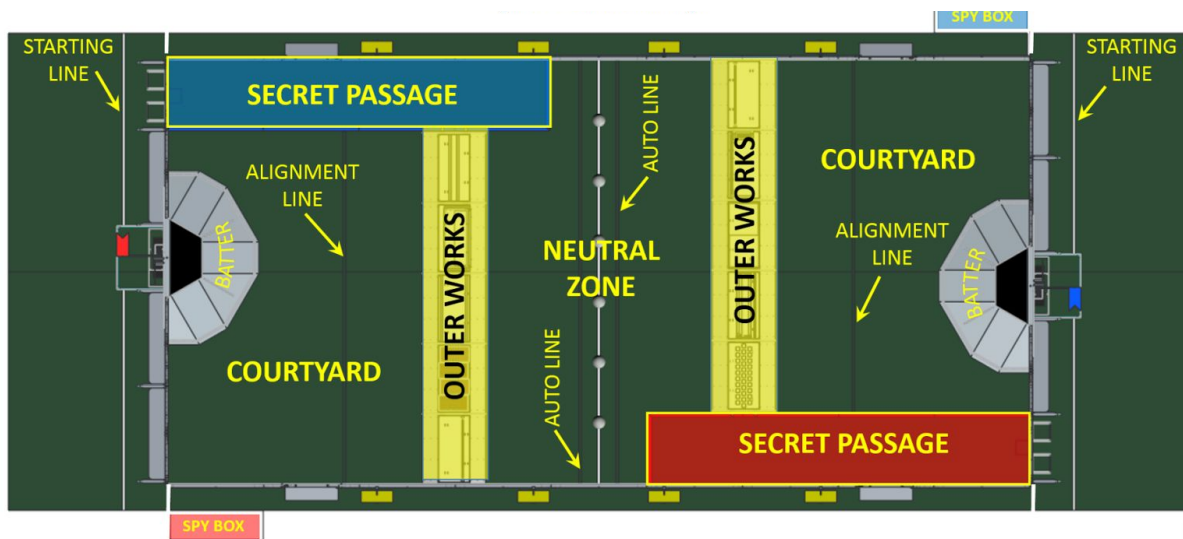 SPY BOX
STARTING
LINE
STARTING
LINE
SECRET PASSAGE
AUTO LINE
COURTYARD
ALIGNMENT
LINE
OUTER WORKS
OUTER WORKS
BATTER
NEUTRAL
ZONE
ALIGNMENT
LINE
BATTER
COURTYARD
AUTO LINE
SECRET PASSAGE
SPY BOX